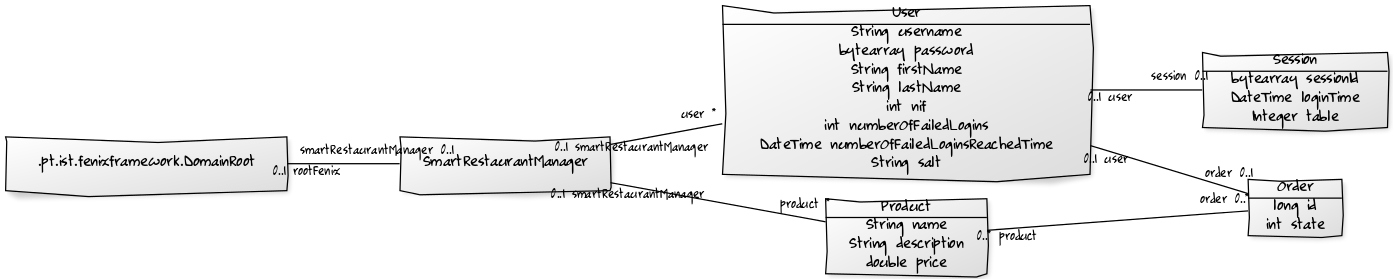 .pt.ist.fenixframework.DomainRoot
smartRestaurantManager 0..1
0..1 rootFenix
SmartRestaurantManager
user *
0..1 smartRestaurantManager
0..1 smartRestaurantManager
product *
User
String username
bytearray password
String firstName
String lastName
int nif
int numberOfFailedLogins
DateTime numberOfFailedLoginsReachedTime
String salt
Product
String name
String description
double price
session 0..1
0..1 user
0..1 user
order 0..1
order 0..*
0..* product
Session
bytearray sessionId
DateTime loginTime
Integer table
Order
long id
int state